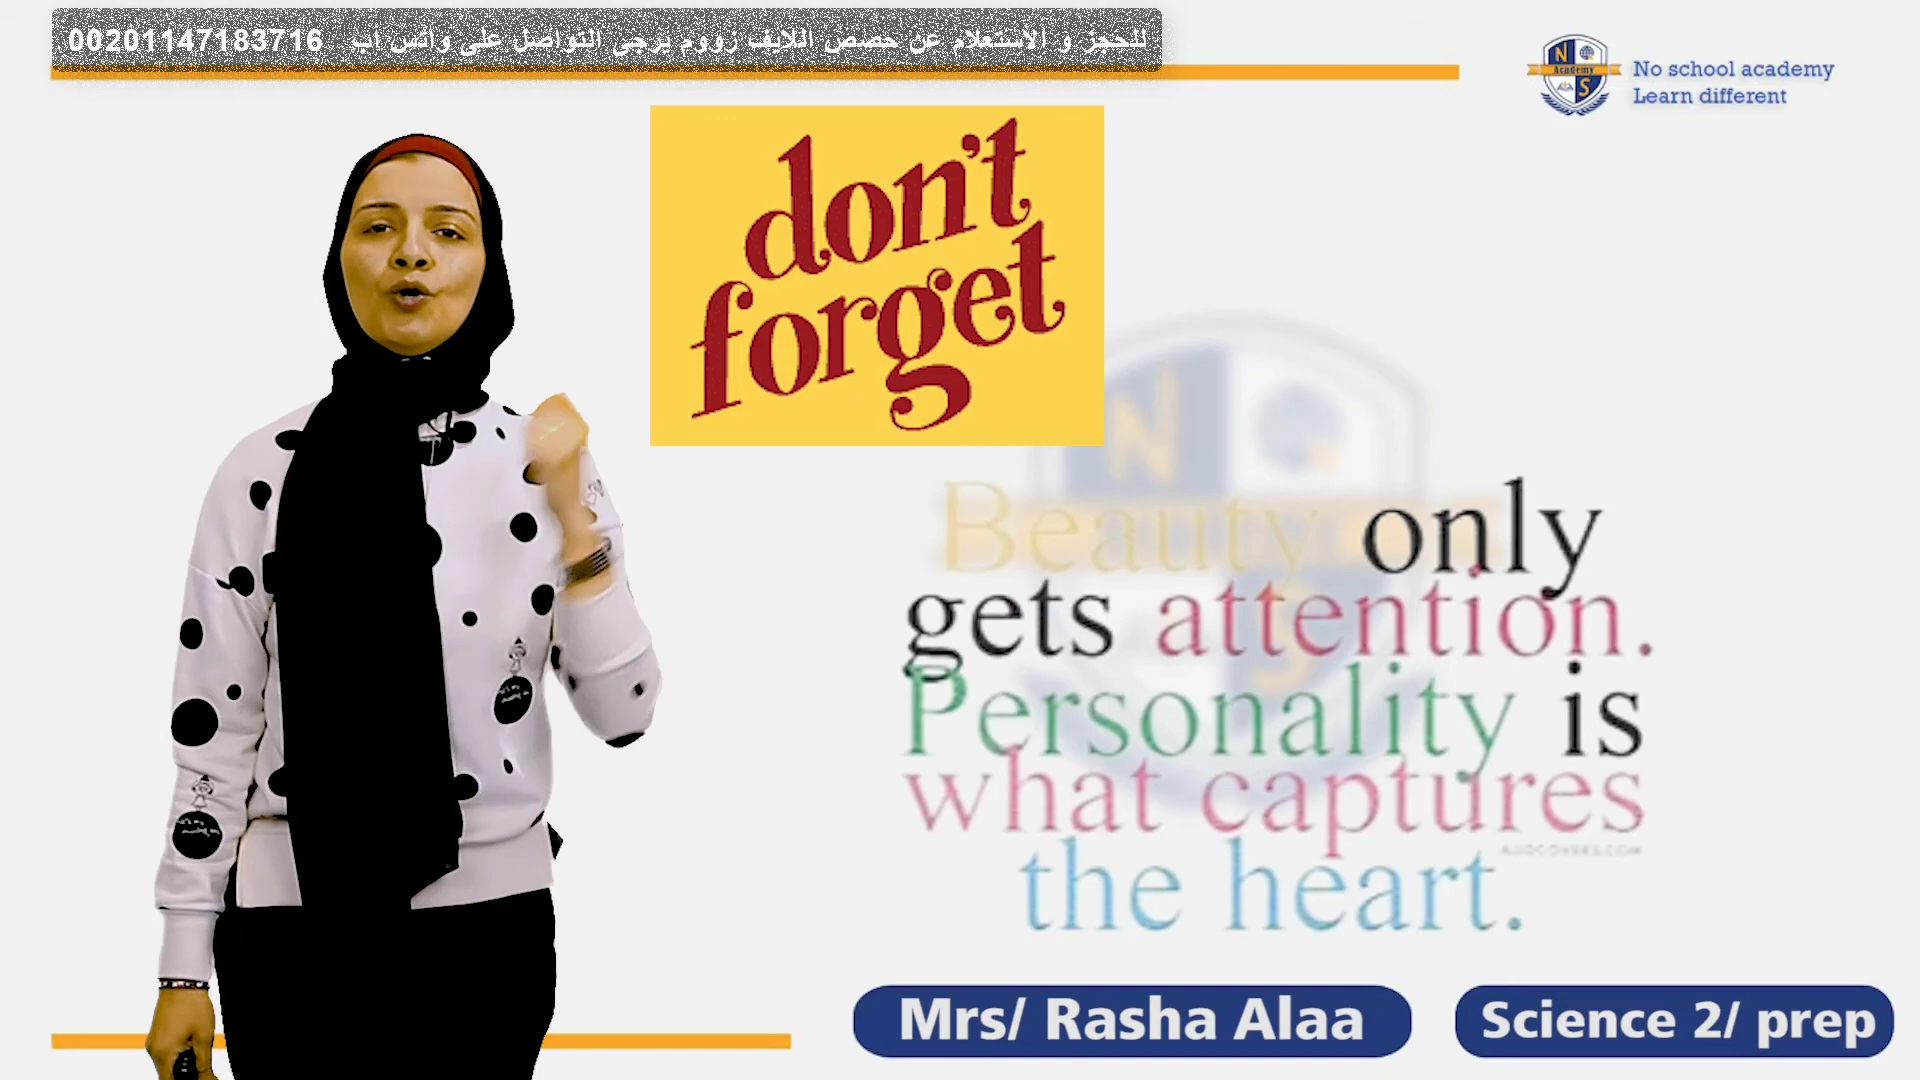 للحجز و الاستعلام عن حصص اللايف زووم يرجى التواصل على واتس اب 00201147183716
N
Academy
S
No school academy
Learn different
don't
forget
Beauty only
gets attention.
Personality is
what captures
the heart.
Mrs/ Rasha Alaa
Science 2/ prep